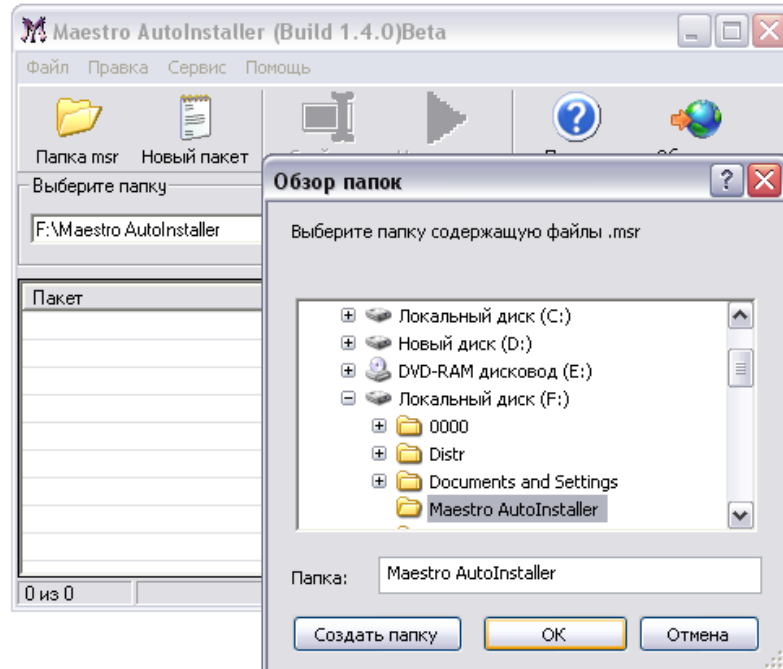 Maestro AutoInstaller (Build 1.4.0)Beta
Файл Правка Сервис Помощь
Папка msr Новый пакет
Выберите папку
F:\Maestro AutoInstaller
Пакет
0 из 0
Обзор папок
Выберите папку содержащую файлы .msr
Локальный диск (C:)
Новый диск (D:)
DVD-RAM дисковод (E:)
Локальный диск (F:)
0000
Distr
Documents and Settings
Maestro AutoInstaller
Папка: Maestro AutoInstaller
Создать папку ОК Отмена